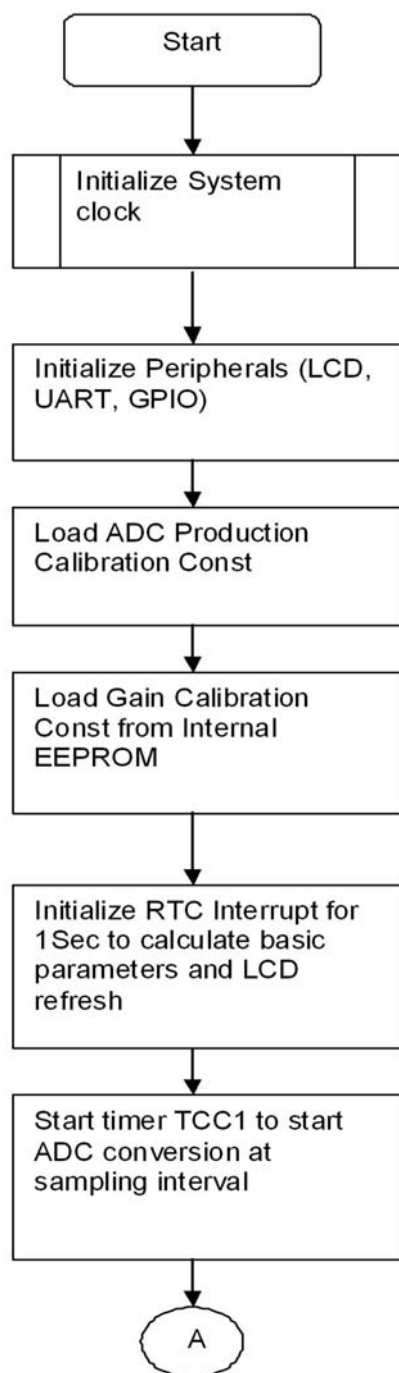 Start
Initialize System
clock
Initialize Peripherals (LCD,
UART, GPIO)
Load ADC Production
Calibration Const
Load Gain Calibration
Const from Internal
EEPROM
Initialize RTC Interrupt for
1Sec to calculate basic
parameters and LCD
refresh
Start timer TCC1 to start
ADC conversion at
sampling interval
A